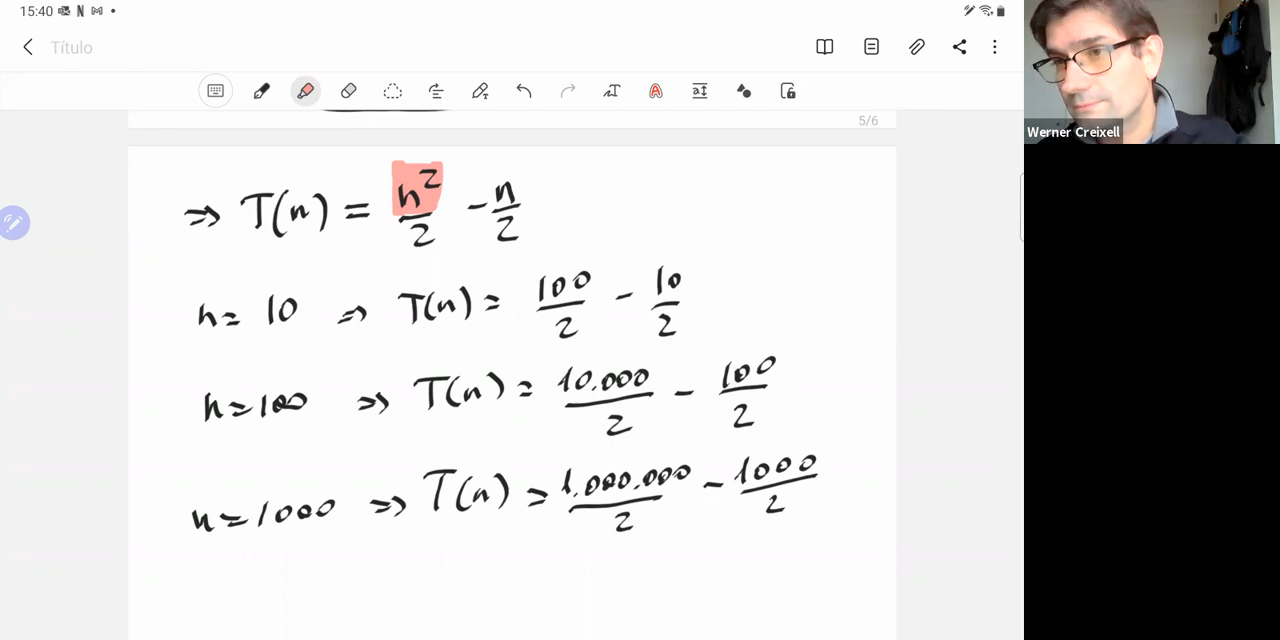 15:40
Título
5/6
Werner Creixell
⇒ T(n) = n²/2 - n/2
n = 10 ⇒ T(n) = 100/2 - 10/2
n = 100 ⇒ T(n) = 10.000/2 - 100/2
n = 1000 ⇒ T(n) = 1.000.000/2 - 1000/2